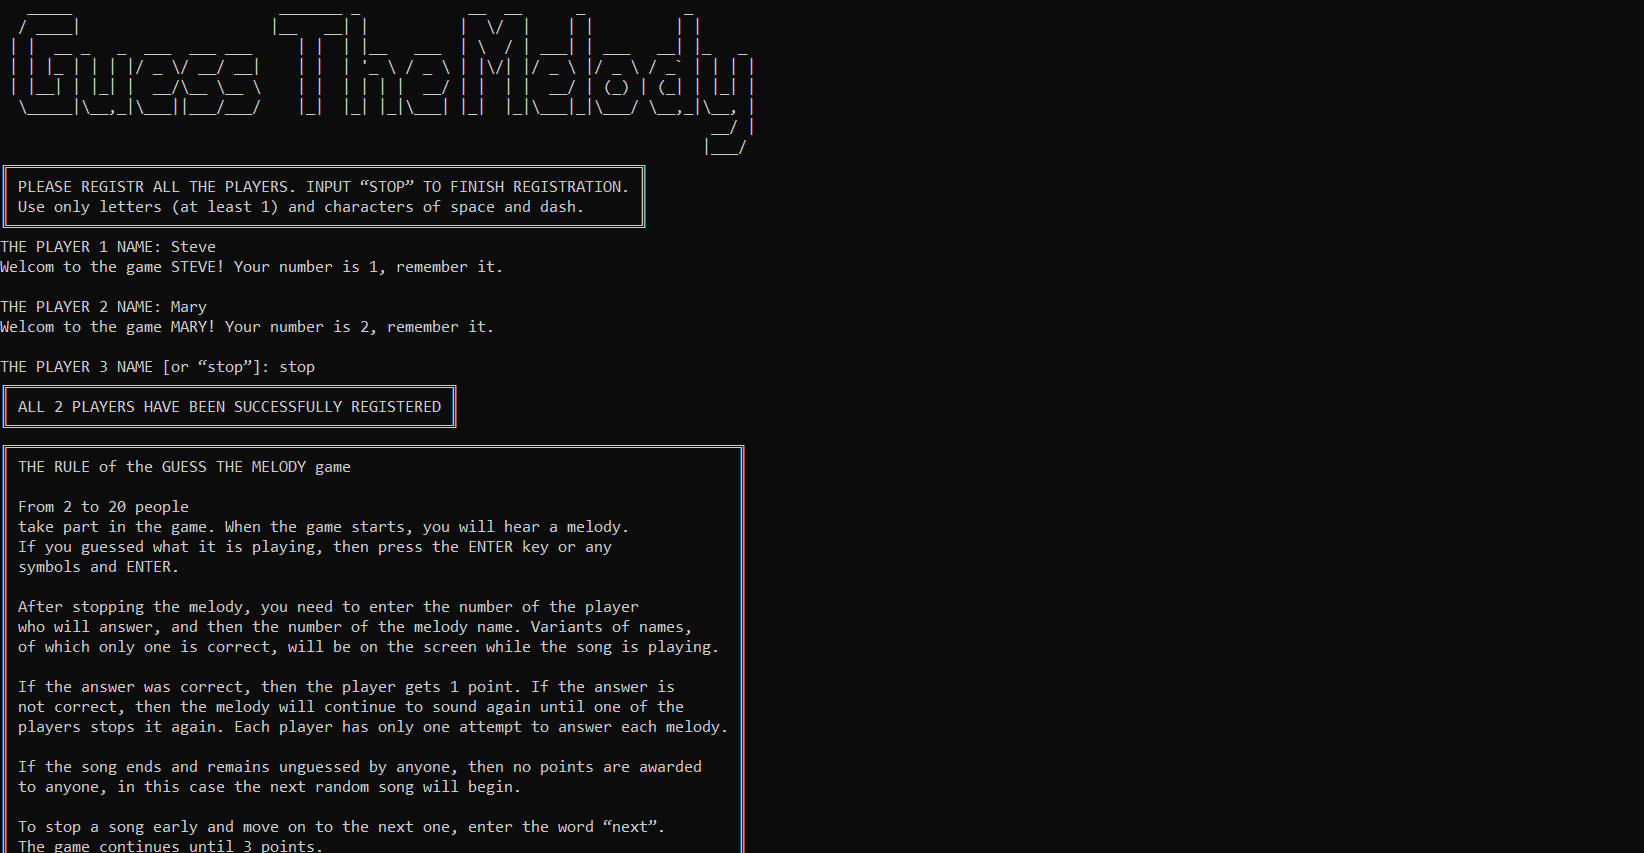 Guess The Melody
PLEASE REGISTR ALL THE PLAYERS. INPUT “STOP” TO FINISH REGISTRATION.
Use only letters (at least 1) and characters of space and dash.
THE PLAYER 1 NAME: Steve
Welcom to the game STEVE! Your number is 1, remember it.
THE PLAYER 2 NAME: Mary
Welcom to the game MARY! Your number is 2, remember it.
THE PLAYER 3 NAME [or “stop”]: stop
ALL 2 PLAYERS HAVE BEEN SUCCESSFULLY REGISTERED
THE RULE of the GUESS THE MELODY game
From 2 to 20 people
take part in the game. When the game starts, you will hear a melody.
If you guessed what it is playing, then press the ENTER key or any
symbols and ENTER.
After stopping the melody, you need to enter the number of the player
who will answer, and then the number of the melody name. Variants of names,
of which only one is correct, will be on the screen while the song is playing.
If the answer was correct, then the player gets 1 point. If the answer is
not correct, then the melody will continue to sound again until one of the
players stops it again. Each player has only one attempt to answer each melody.
If the song ends and remains unguessed by anyone, then no points are awarded
to anyone, in this case the next random song will begin.
To stop a song early and move on to the next one, enter the word “next”.
The game continues until 3 points.